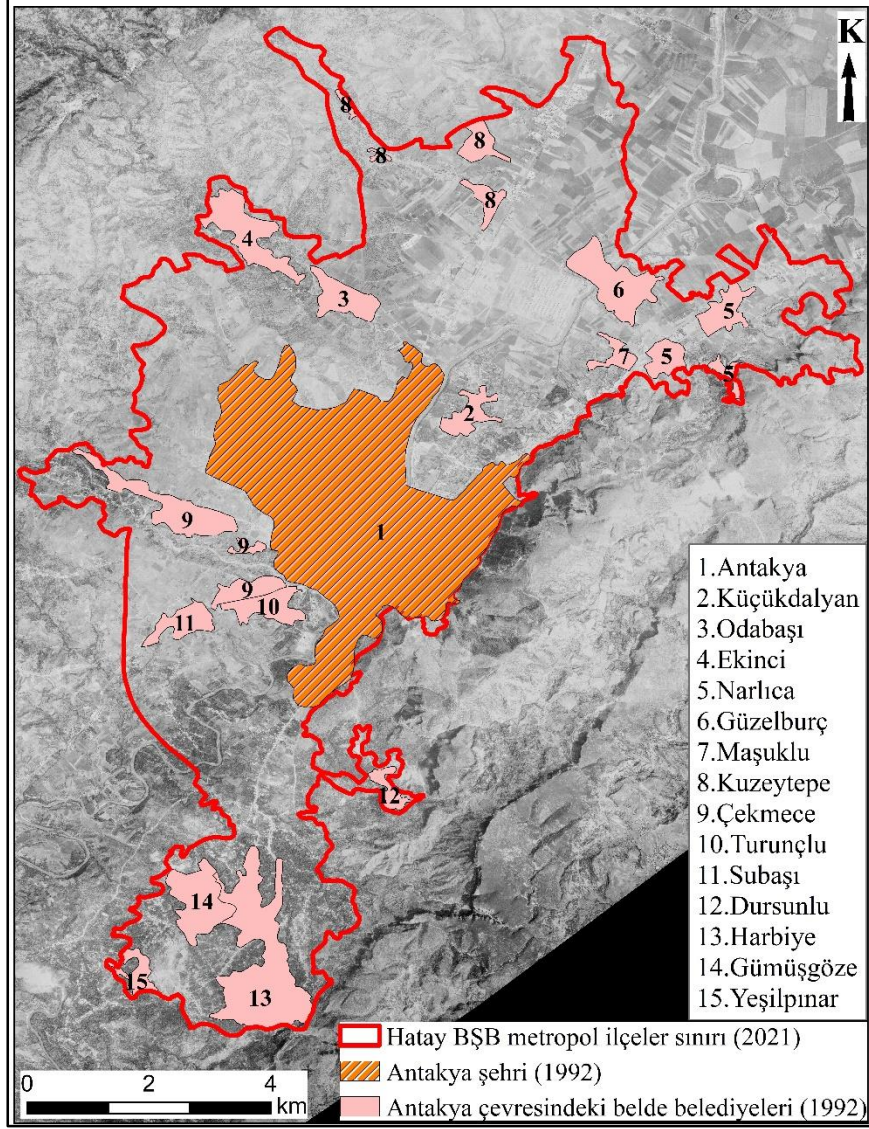 K
8
8
8
8
4
6
3
5
7
5
5
2
9
1
9
9
10
11
12
14
15
13
1.Antakya
2.Küçükdalyan
3.Odabaşı
4.Ekinci
5.Narlıca
6.Güzelburç
7.Maşuklu
8.Kuzeytepe
9.Çekmece
10.Turunçlu
11.Subaşı
12.Dursunlu
13.Harbiye
14.Gümüşgöze
15.Yeşilpınar
Hatay BŞB metropol ilçeler sınırı (2021)
Antakya şehri (1992)
Antakya çevresindeki belde belediyeleri (1992)
0 2 4
km